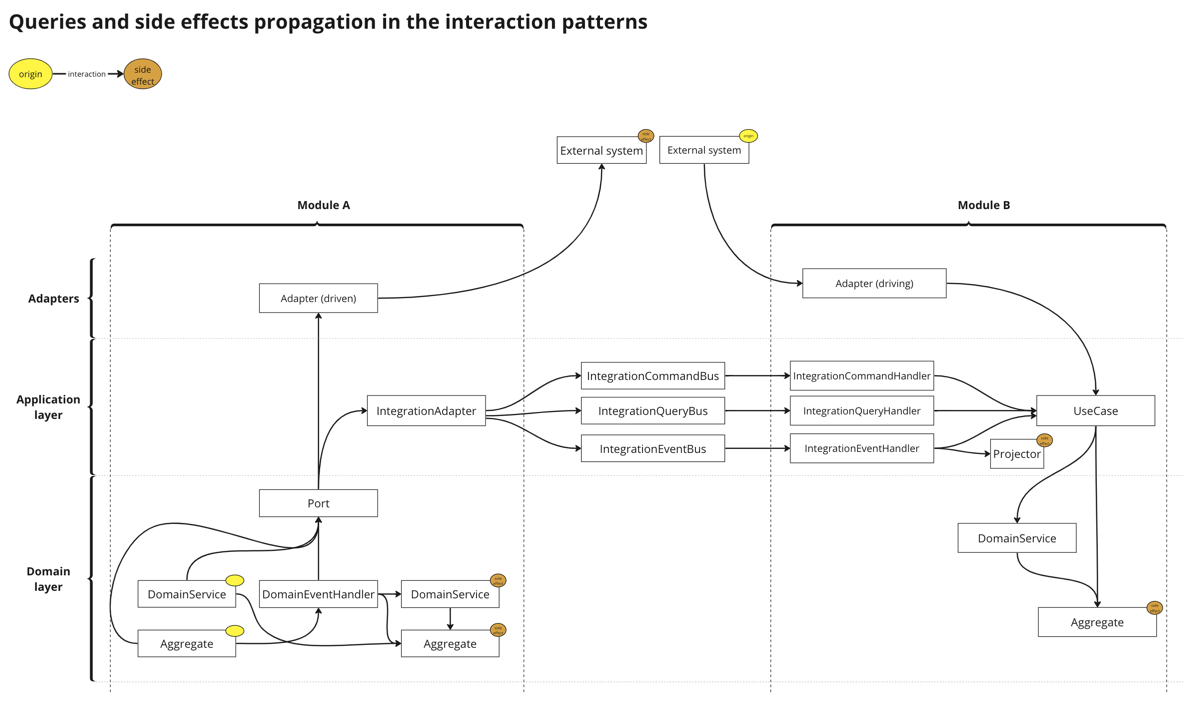 Queries and side effects propagation in the interaction patterns
origin
interaction
side
effect
side
effect
External system
origin
External system
Module A
Module B
Adapters
Adapter (driven)
Adapter (driving)
Application
layer
IntegrationAdapter
IntegrationCommandBus
IntegrationQueryBus
IntegrationEventBus
IntegrationCommandHandler
IntegrationQueryHandler
IntegrationEventHandler
UseCase
side
effect
Projector
Domain
layer
Port
DomainService
DomainEventHandler
side
effect
DomainService
Aggregate
side
effect
Aggregate
DomainService
side
effect
Aggregate